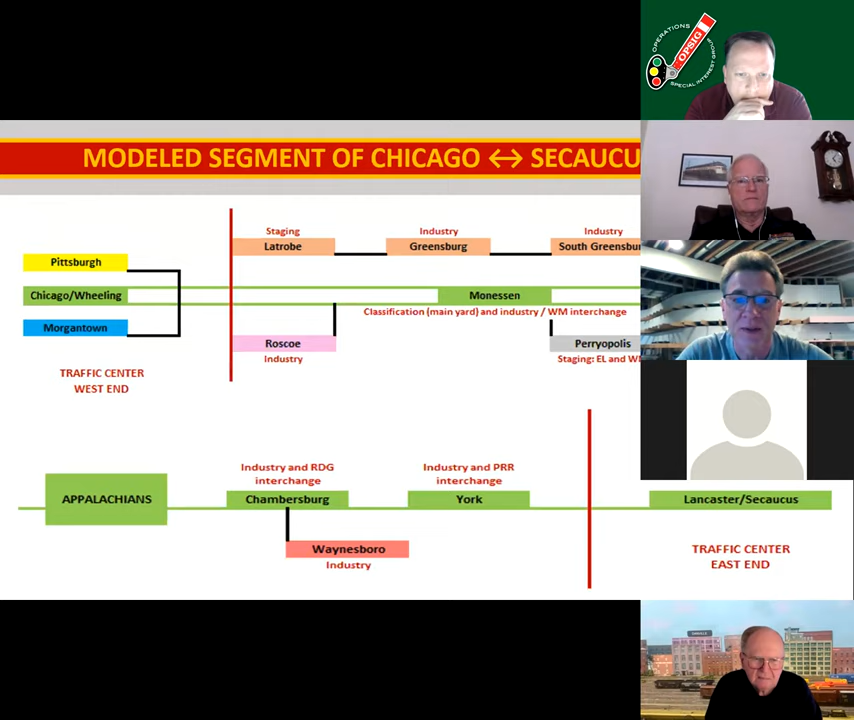 OPERATIONS
OPSIG
SPECIAL INTEREST GROUP
MODELED SEGMENT OF CHICAGO ↔ SECAUCU
Staging
Industry
Industry
Latrobe
Greensburg
South Greensbur
Pittsburgh
Chicago/Wheeling
Monessen
Classification (main yard) and industry / WM interchange
Morgantown
Roscoe
Perryopolis
Industry
Staging: EL and W
TRAFFIC CENTER
WEST END
Industry and RDG
interchange
Industry and PRR
interchange
APPALACHIANS
Chambersburg
York
Lancaster/Secaucus
Waynesboro
Industry
TRAFFIC CENTER
EAST END